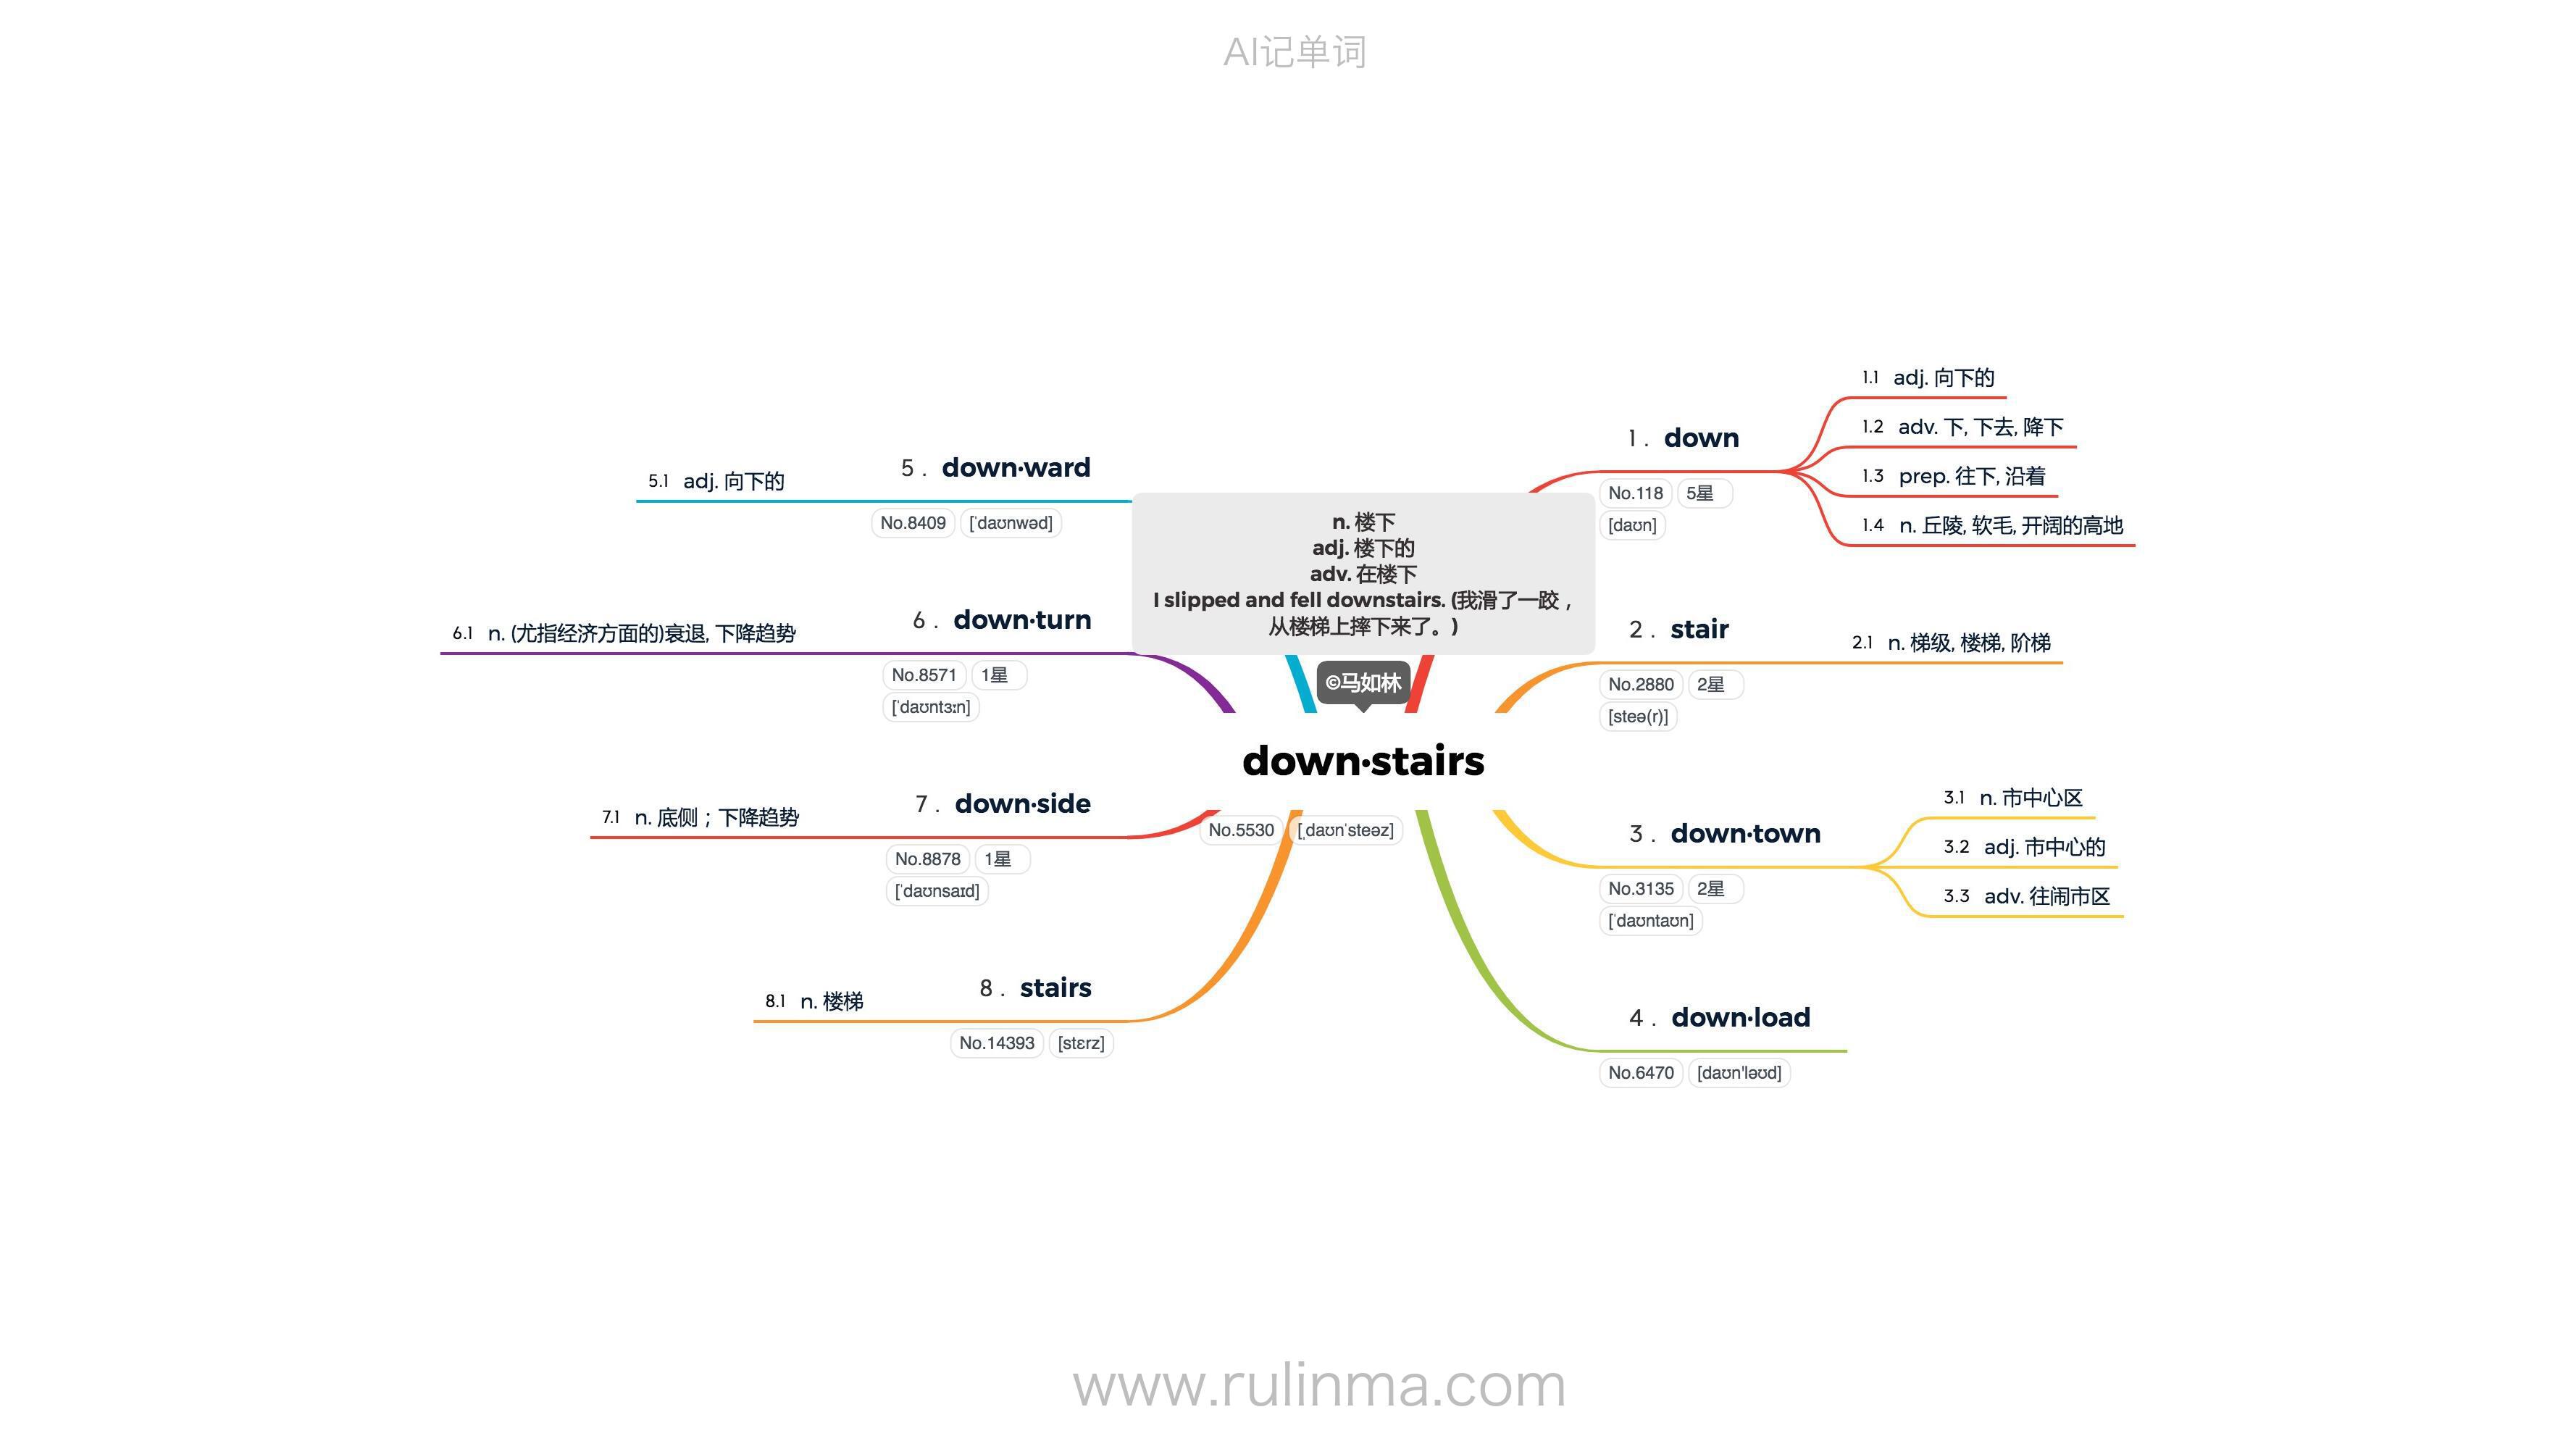 AI记单词
n. 楼下
adj. 楼下的
adv. 在楼下
I slipped and fell downstairs. (我滑了一跤，
从楼梯上摔下来了。)
©马如林
down·stairs
No.5530 [ˌdaʊnˈsteəz]
1. down
No.118 5星
[daʊn]
1.1 adj. 向下的
1.2 adv. 下, 下去, 降下
1.3 prep. 往下, 沿着
1.4 n. 丘陵, 软毛, 开阔的高地
2. stair
No.2880 2星
[steə(r)]
2.1 n. 梯级, 楼梯, 阶梯
3. down·town
No.3135 2星
[ˈdaʊntaʊn]
3.1 n. 市中心区
3.2 adj. 市中心的
3.3 adv. 往闹市区
4. down·load
No.6470 [daʊn'ləʊd]
5. down·ward
No.8409 [ˈdaʊnwəd]
5.1 adj. 向下的
6. down·turn
No.8571 1星
[ˈdaʊntɜːn]
6.1 n. (尤指经济方面的)衰退, 下降趋势
7. down·side
No.8878 1星
[ˈdaʊnsaɪd]
7.1 n. 底侧；下降趋势
8. stairs
No.14393 [stɛrz]
8.1 n. 楼梯
www.rulinma.com